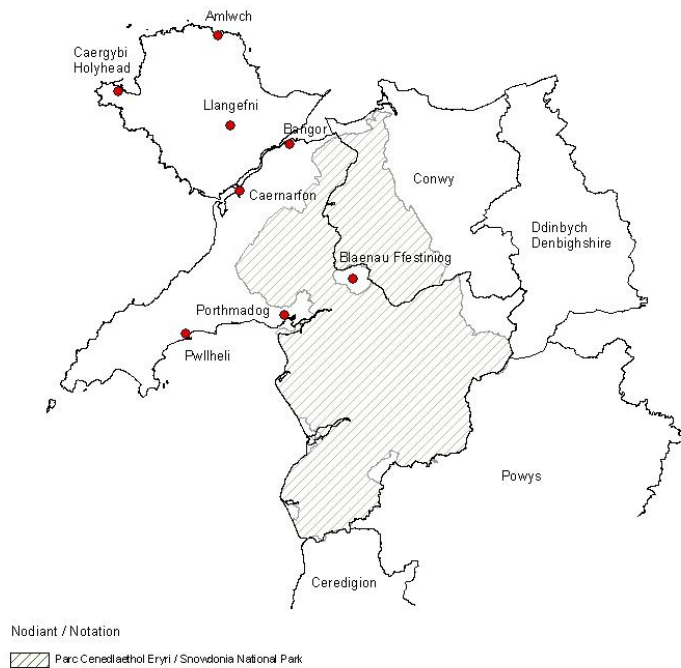 Amlwch
Caergybi
Holyhead
Llangefni
Bangor
Caernarfon
Conwy
Ddinbych
Denbighshire
Blaenau Ffestiniog
Porthmadog
Pwllheli
Powys
Ceredigion
Nodiant / Notation
Parc Cenedlaethol Eryri / Snowdonia National Park